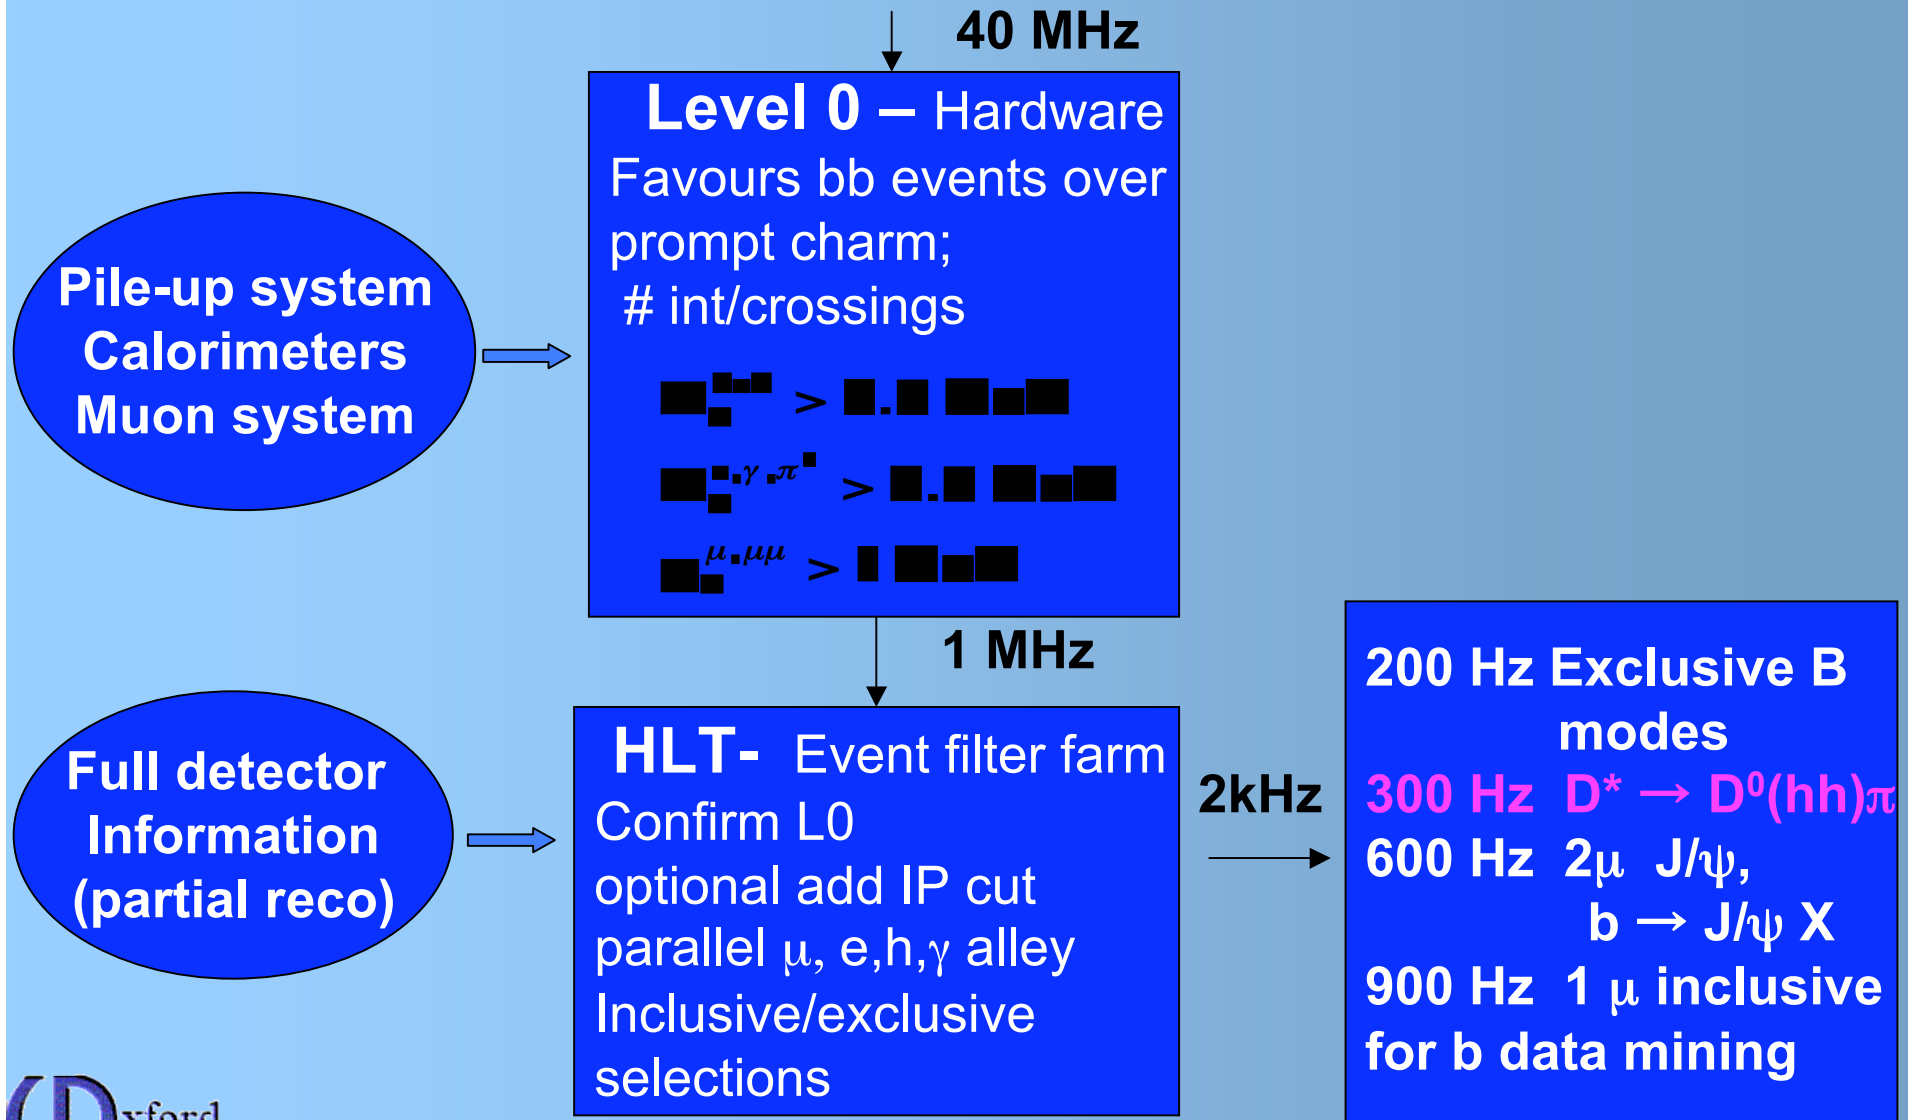 40 MHz
Level 0 – Hardware
Favours bb events over
prompt charm;
# int/crossings
Pile-up system
Calorimeters
Muon system
>
γ π >
μ μμ >
1 MHz
Full detector
Information
(partial reco)
HLT- Event filter farm
Confirm L0
optional add IP cut
parallel μ, e,h,γ alley
Inclusive/exclusive
selections
2kHz
200 Hz Exclusive B
modes
300 Hz D* → D⁰(hh)π
600 Hz 2μ J/ψ,
b → J/ψ X
900 Hz 1 μ inclusive
for b data mining
xford